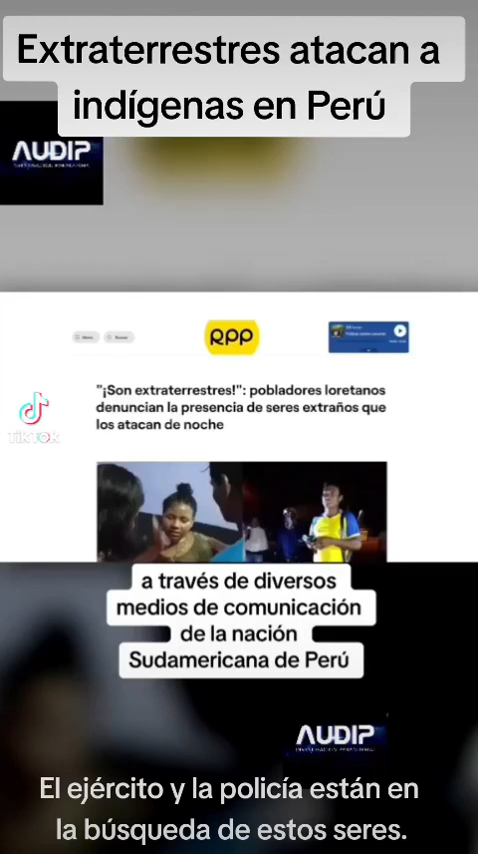 Extraterrestres atacan a
indígenas en Perú
AUDIP
RPP
"¡Son extraterrestres!": pobladores loretanos
denuncian la presencia de seres extraños que
los atacan de noche
TikTok
a través de diversos
medios de comunicación
de la nación
Sudamericana de Perú
AUDIP
El ejército y la policía están en
la búsqueda de estos seres.